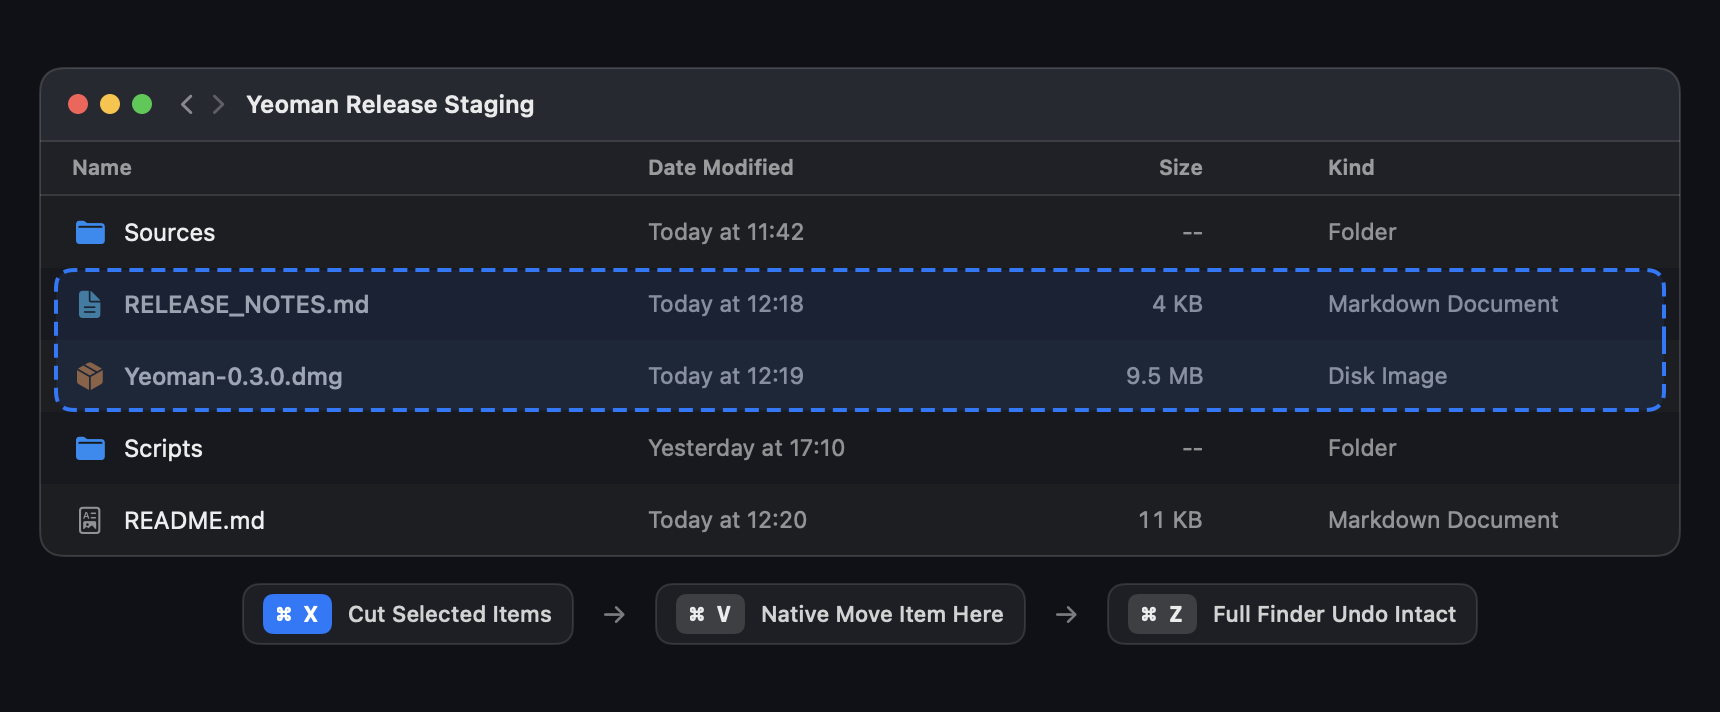 Yeoman Release Staging
Name Date Modified Size Kind
Sources Today at 11:42 -- Folder
RELEASE_NOTES.md Today at 12:18 4 KB Markdown Document
Yeoman-0.3.0.dmg Today at 12:19 9.5 MB Disk Image
Scripts Yesterday at 17:10 -- Folder
README.md Today at 12:20 11 KB Markdown Document
⌘ X Cut Selected Items → ⌘ V Native Move Item Here → ⌘ Z Full Finder Undo Intact